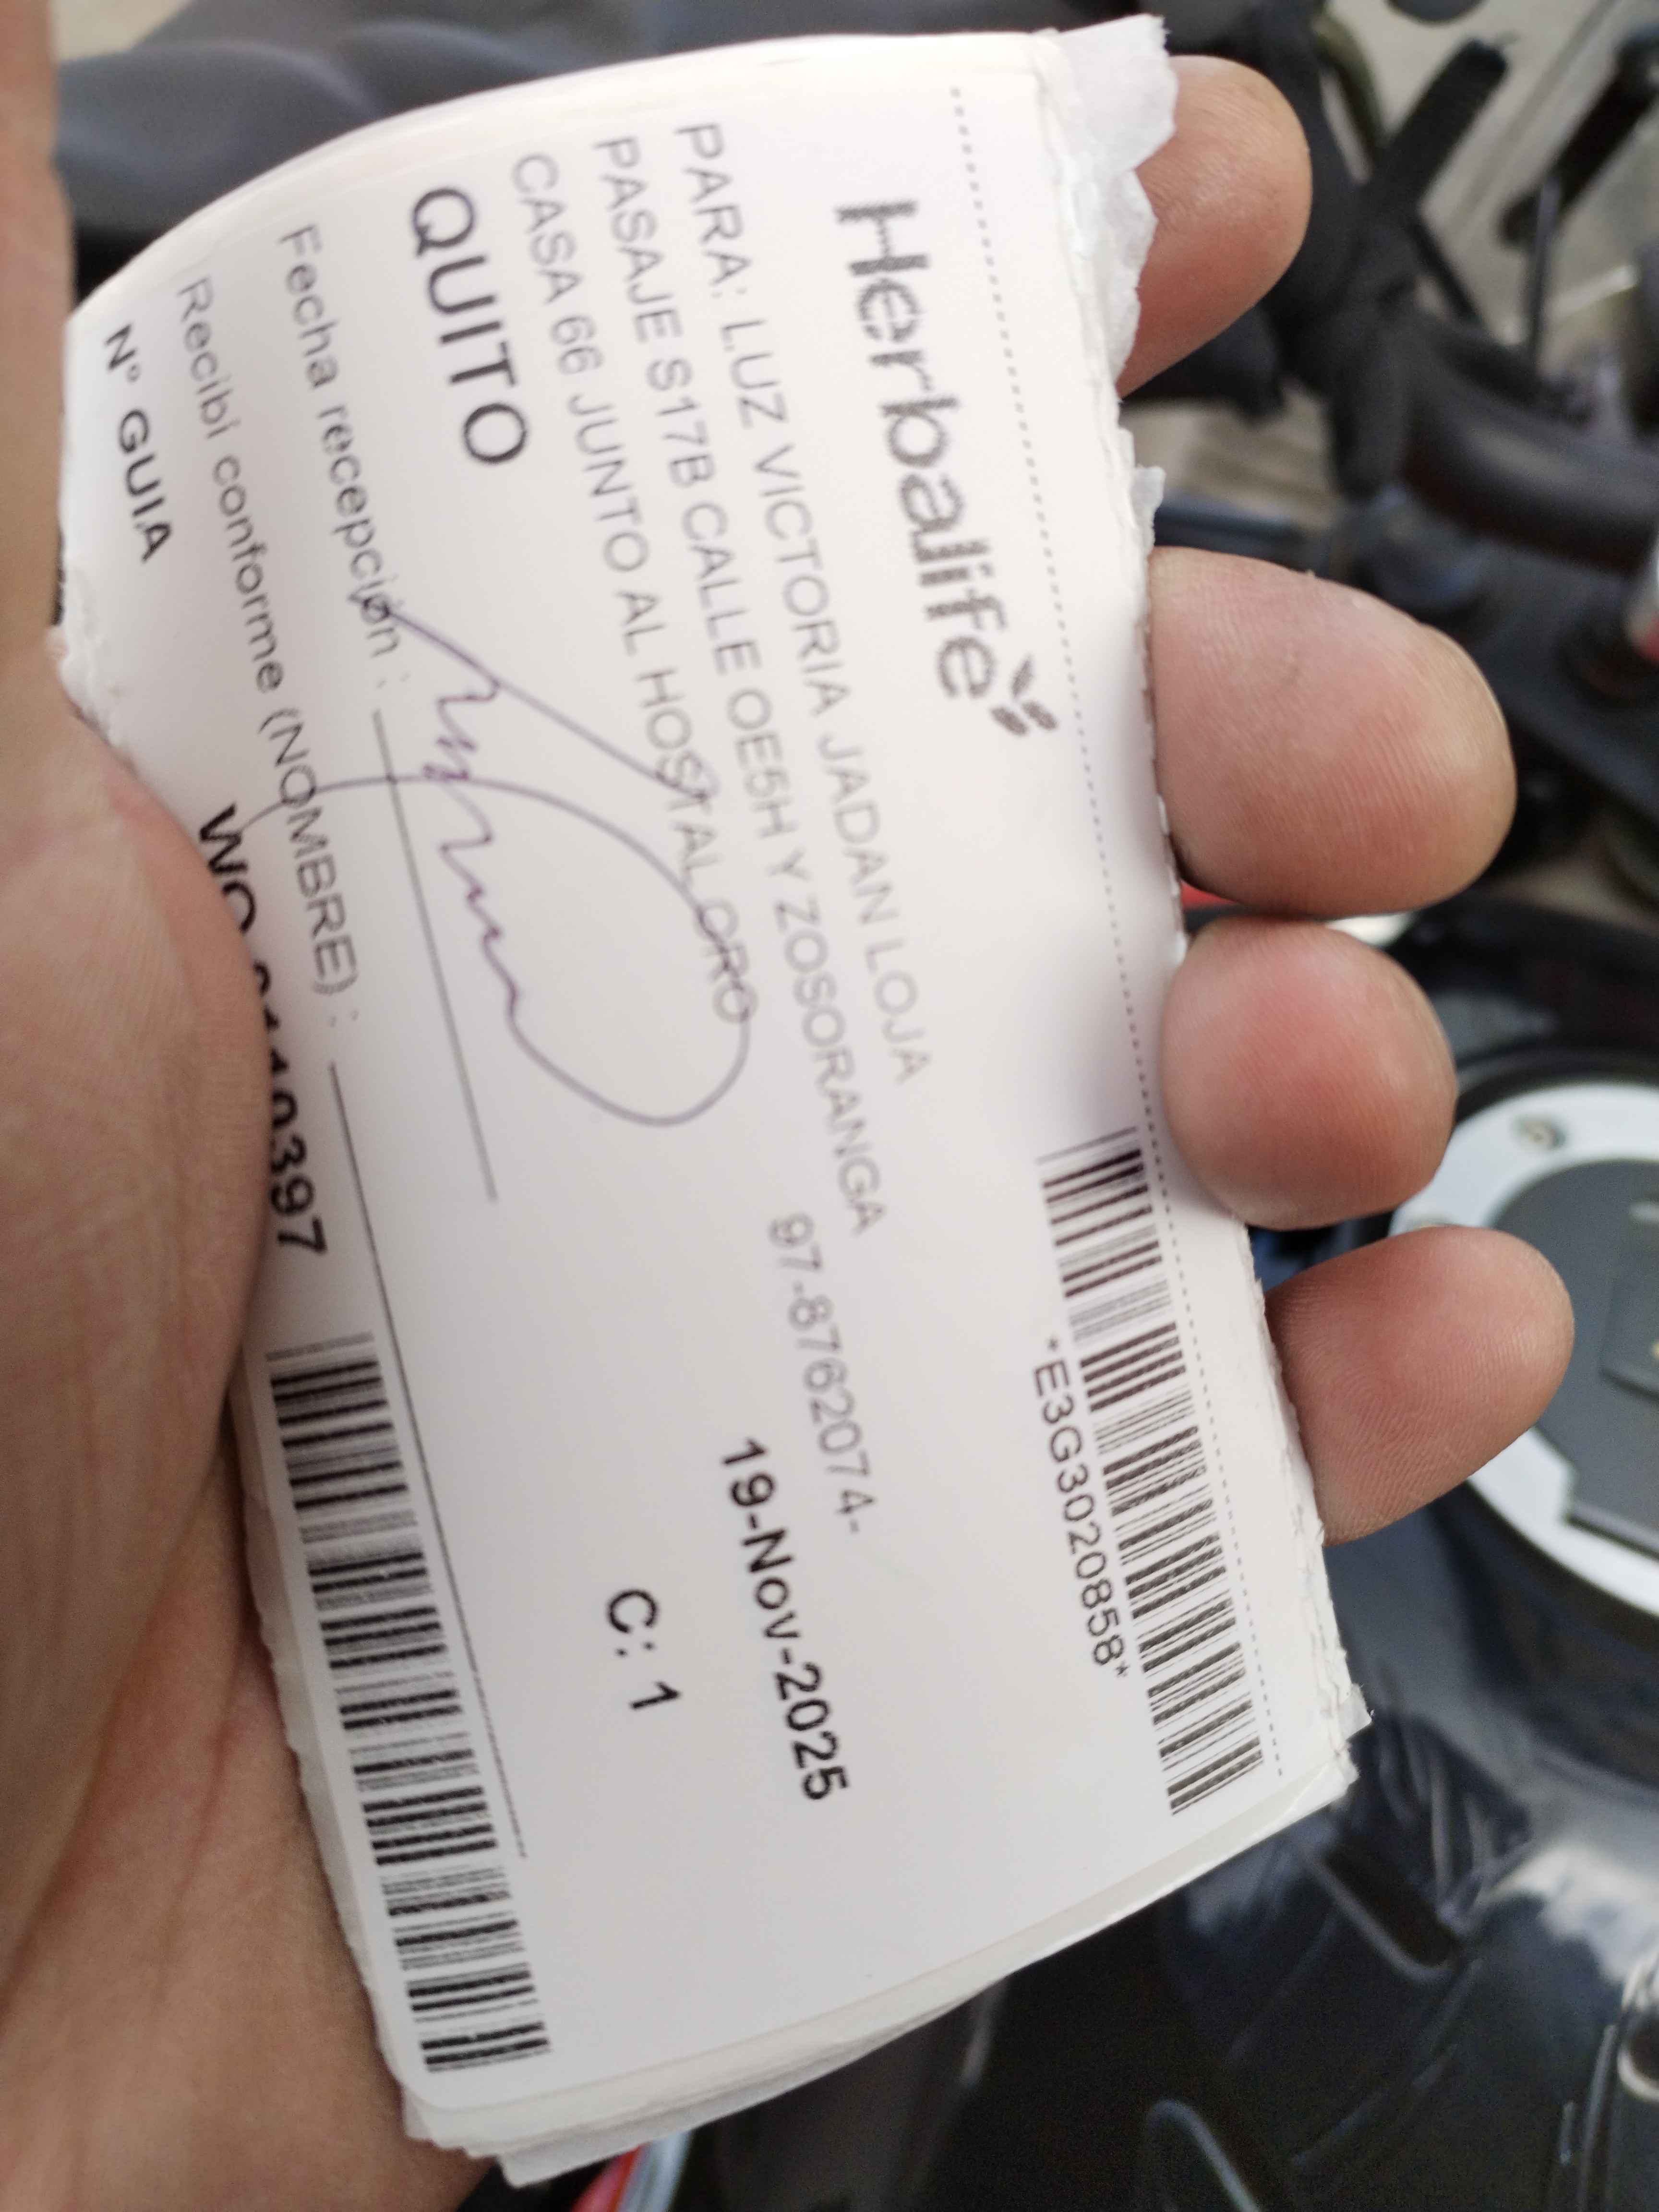 Herbalife
*E3G3020858*
PARA: LUZ VICTORIA JADAN LOJA
PASAJE S17B CALLE OE5H Y ZOSORANGA
97-8762074-
CASA 66 JUNTO AL HOSTAL ORO
19-Nov-2025
QUITO
C: 1
Fecha recepción :
Recibi conforme (NOMBRE) :
N° GUIA